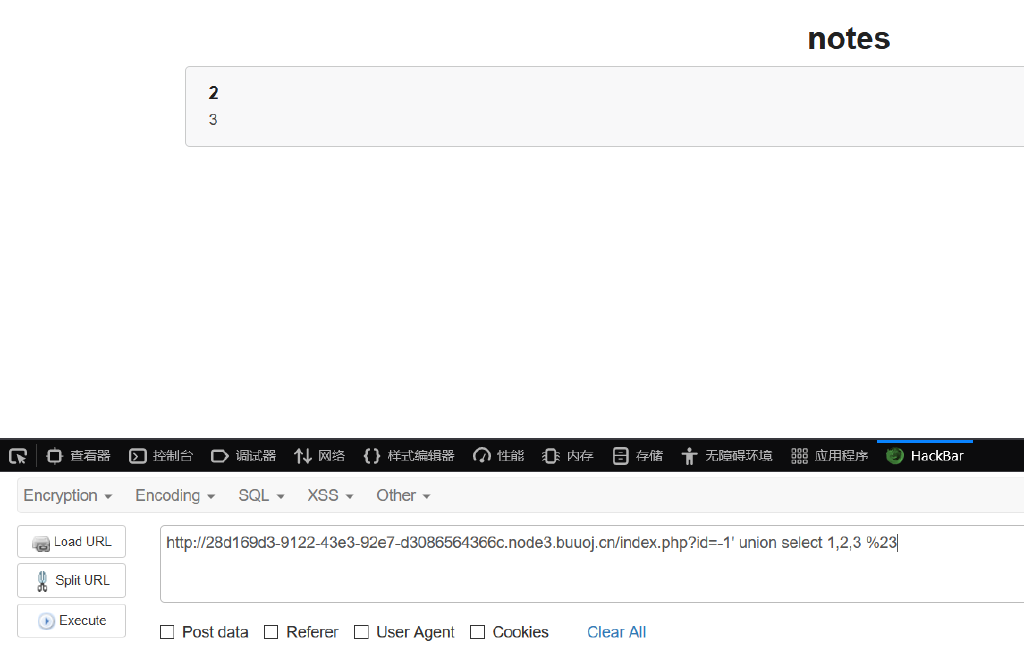 notes
2
3
查看器 控制台 调试器 网络 样式编辑器 性能 内存 存储 无障碍环境 应用程序 HackBar
Encryption Encoding SQL XSS Other
Load URL
http://28d169d3-9122-43e3-92e7-d3086564366c.node3.buuoj.cn/index.php?id=-1' union select 1,2,3 %23
Split URL
Execute
Post data Referer User Agent Cookies Clear All